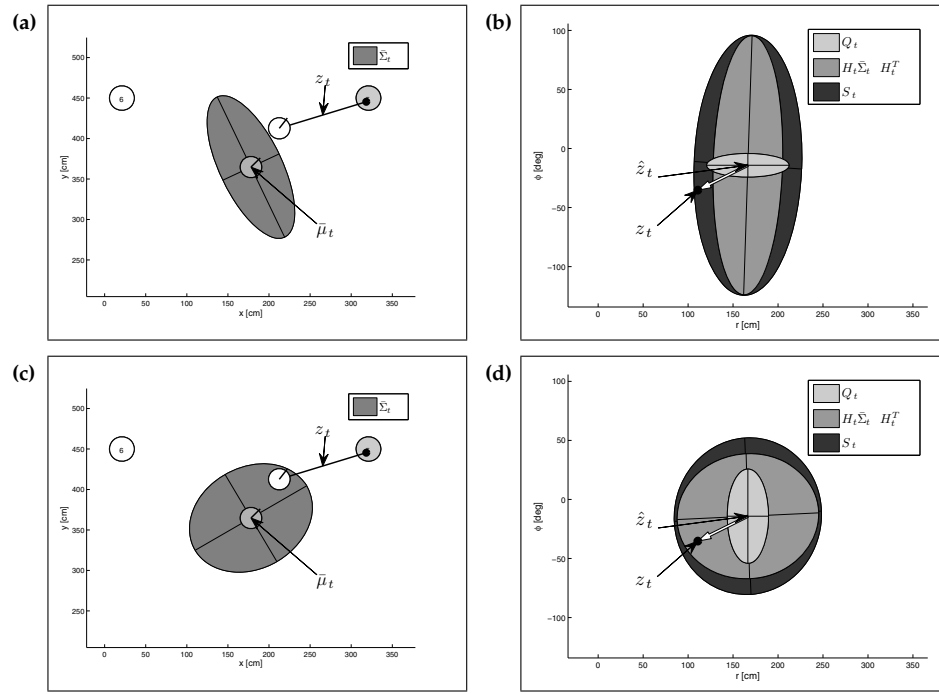 (a)
500
450
400
350
300
250
y [cm]
0 50 100 150 200 250 300 350
x [cm]
6
z_t
μ̄_t
Σ̄_t
(b)
100
50
0
−50
−100
ϕ [deg]
0 50 100 150 200 250 300 350
r [cm]
ẑ_t
z_t
Q_t
H_t Σ̄_t H_t^T
S_t
(c)
500
450
400
350
300
250
y [cm]
0 50 100 150 200 250 300 350
x [cm]
6
z_t
μ̄_t
Σ̄_t
(d)
100
50
0
−50
−100
ϕ [deg]
0 50 100 150 200 250 300 350
r [cm]
ẑ_t
z_t
Q_t
H_t Σ̄_t H_t^T
S_t